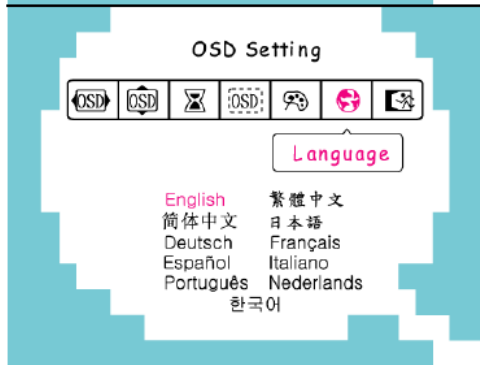 OSD Setting
OSD OSD OSD
Language
English 繁體中文
简体中文 日本語
Deutsch Français
Español Italiano
Português Nederlands
한국어